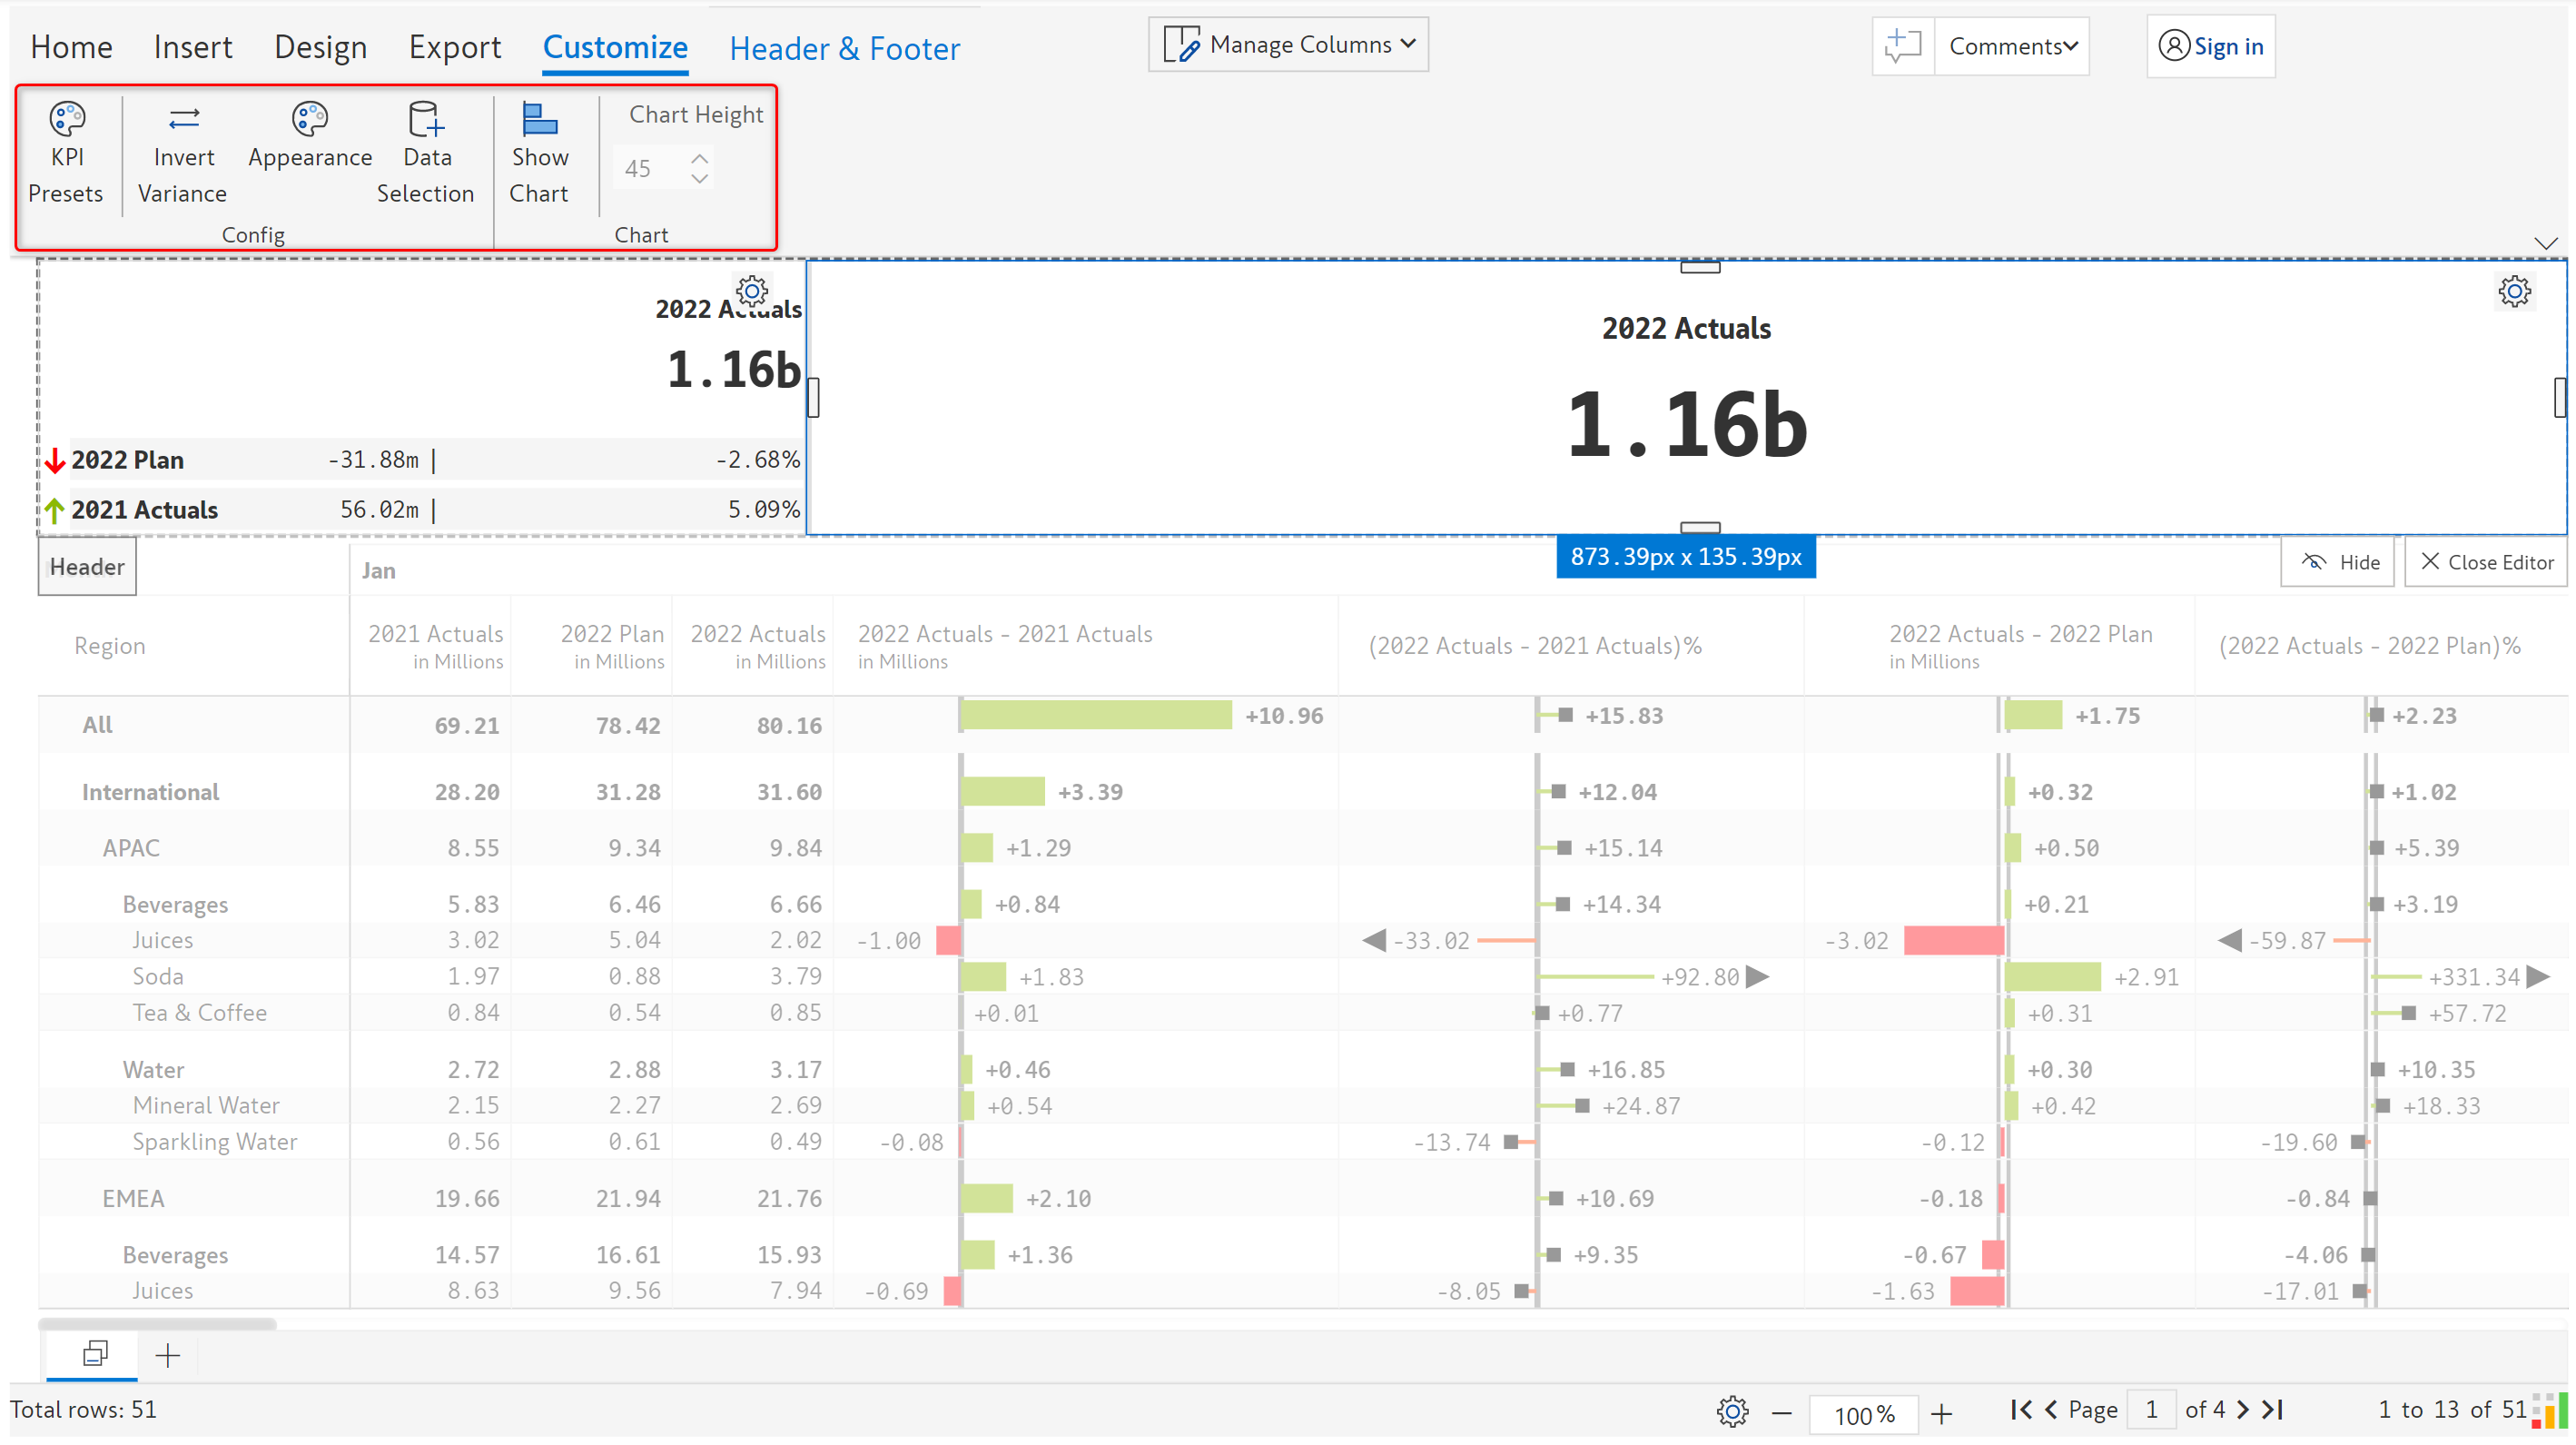 Home Insert Design Export Customize Header & Footer Manage Columns Comments Sign in
KPI Presets
Invert Variance
Appearance
Data Selection
Config
Show Chart
Chart Height
45
Chart
2022 Actuals
1.16b
2022 Plan -31.88m | -2.68%
2021 Actuals 56.02m | 5.09%
2022 Actuals
1.16b
873.39px x 135.39px
Hide
Close Editor
Header
Jan
Region
2021 Actuals in Millions
2022 Plan in Millions
2022 Actuals in Millions
2022 Actuals - 2021 Actuals in Millions
(2022 Actuals - 2021 Actuals)%
2022 Actuals - 2022 Plan in Millions
(2022 Actuals - 2022 Plan)%
All 69.21 78.42 80.16 +10.96 +15.83 +1.75 +2.23
International 28.20 31.28 31.60 +3.39 +12.04 +0.32 +1.02
APAC 8.55 9.34 9.84 +1.29 +15.14 +0.50 +5.39
Beverages 5.83 6.46 6.66 +0.84 +14.34 +0.21 +3.19
Juices 3.02 5.04 2.02 -1.00 -33.02 -3.02 -59.87
Soda 1.97 0.88 3.79 +1.83 +92.80 +2.91 +331.34
Tea & Coffee 0.84 0.54 0.85 +0.01 +0.77 +0.31 +57.72
Water 2.72 2.88 3.17 +0.46 +16.85 +0.30 +10.35
Mineral Water 2.15 2.27 2.69 +0.54 +24.87 +0.42 +18.33
Sparkling Water 0.56 0.61 0.49 -0.08 -13.74 -0.12 -19.60
EMEA 19.66 21.94 21.76 +2.10 +10.69 -0.18 -0.84
Beverages 14.57 16.61 15.93 +1.36 +9.35 -0.67 -4.06
Juices 8.63 9.56 7.94 -0.69 -8.05 -1.63 -17.01
Total rows: 51 100% Page 1 of 4 1 to 13 of 51